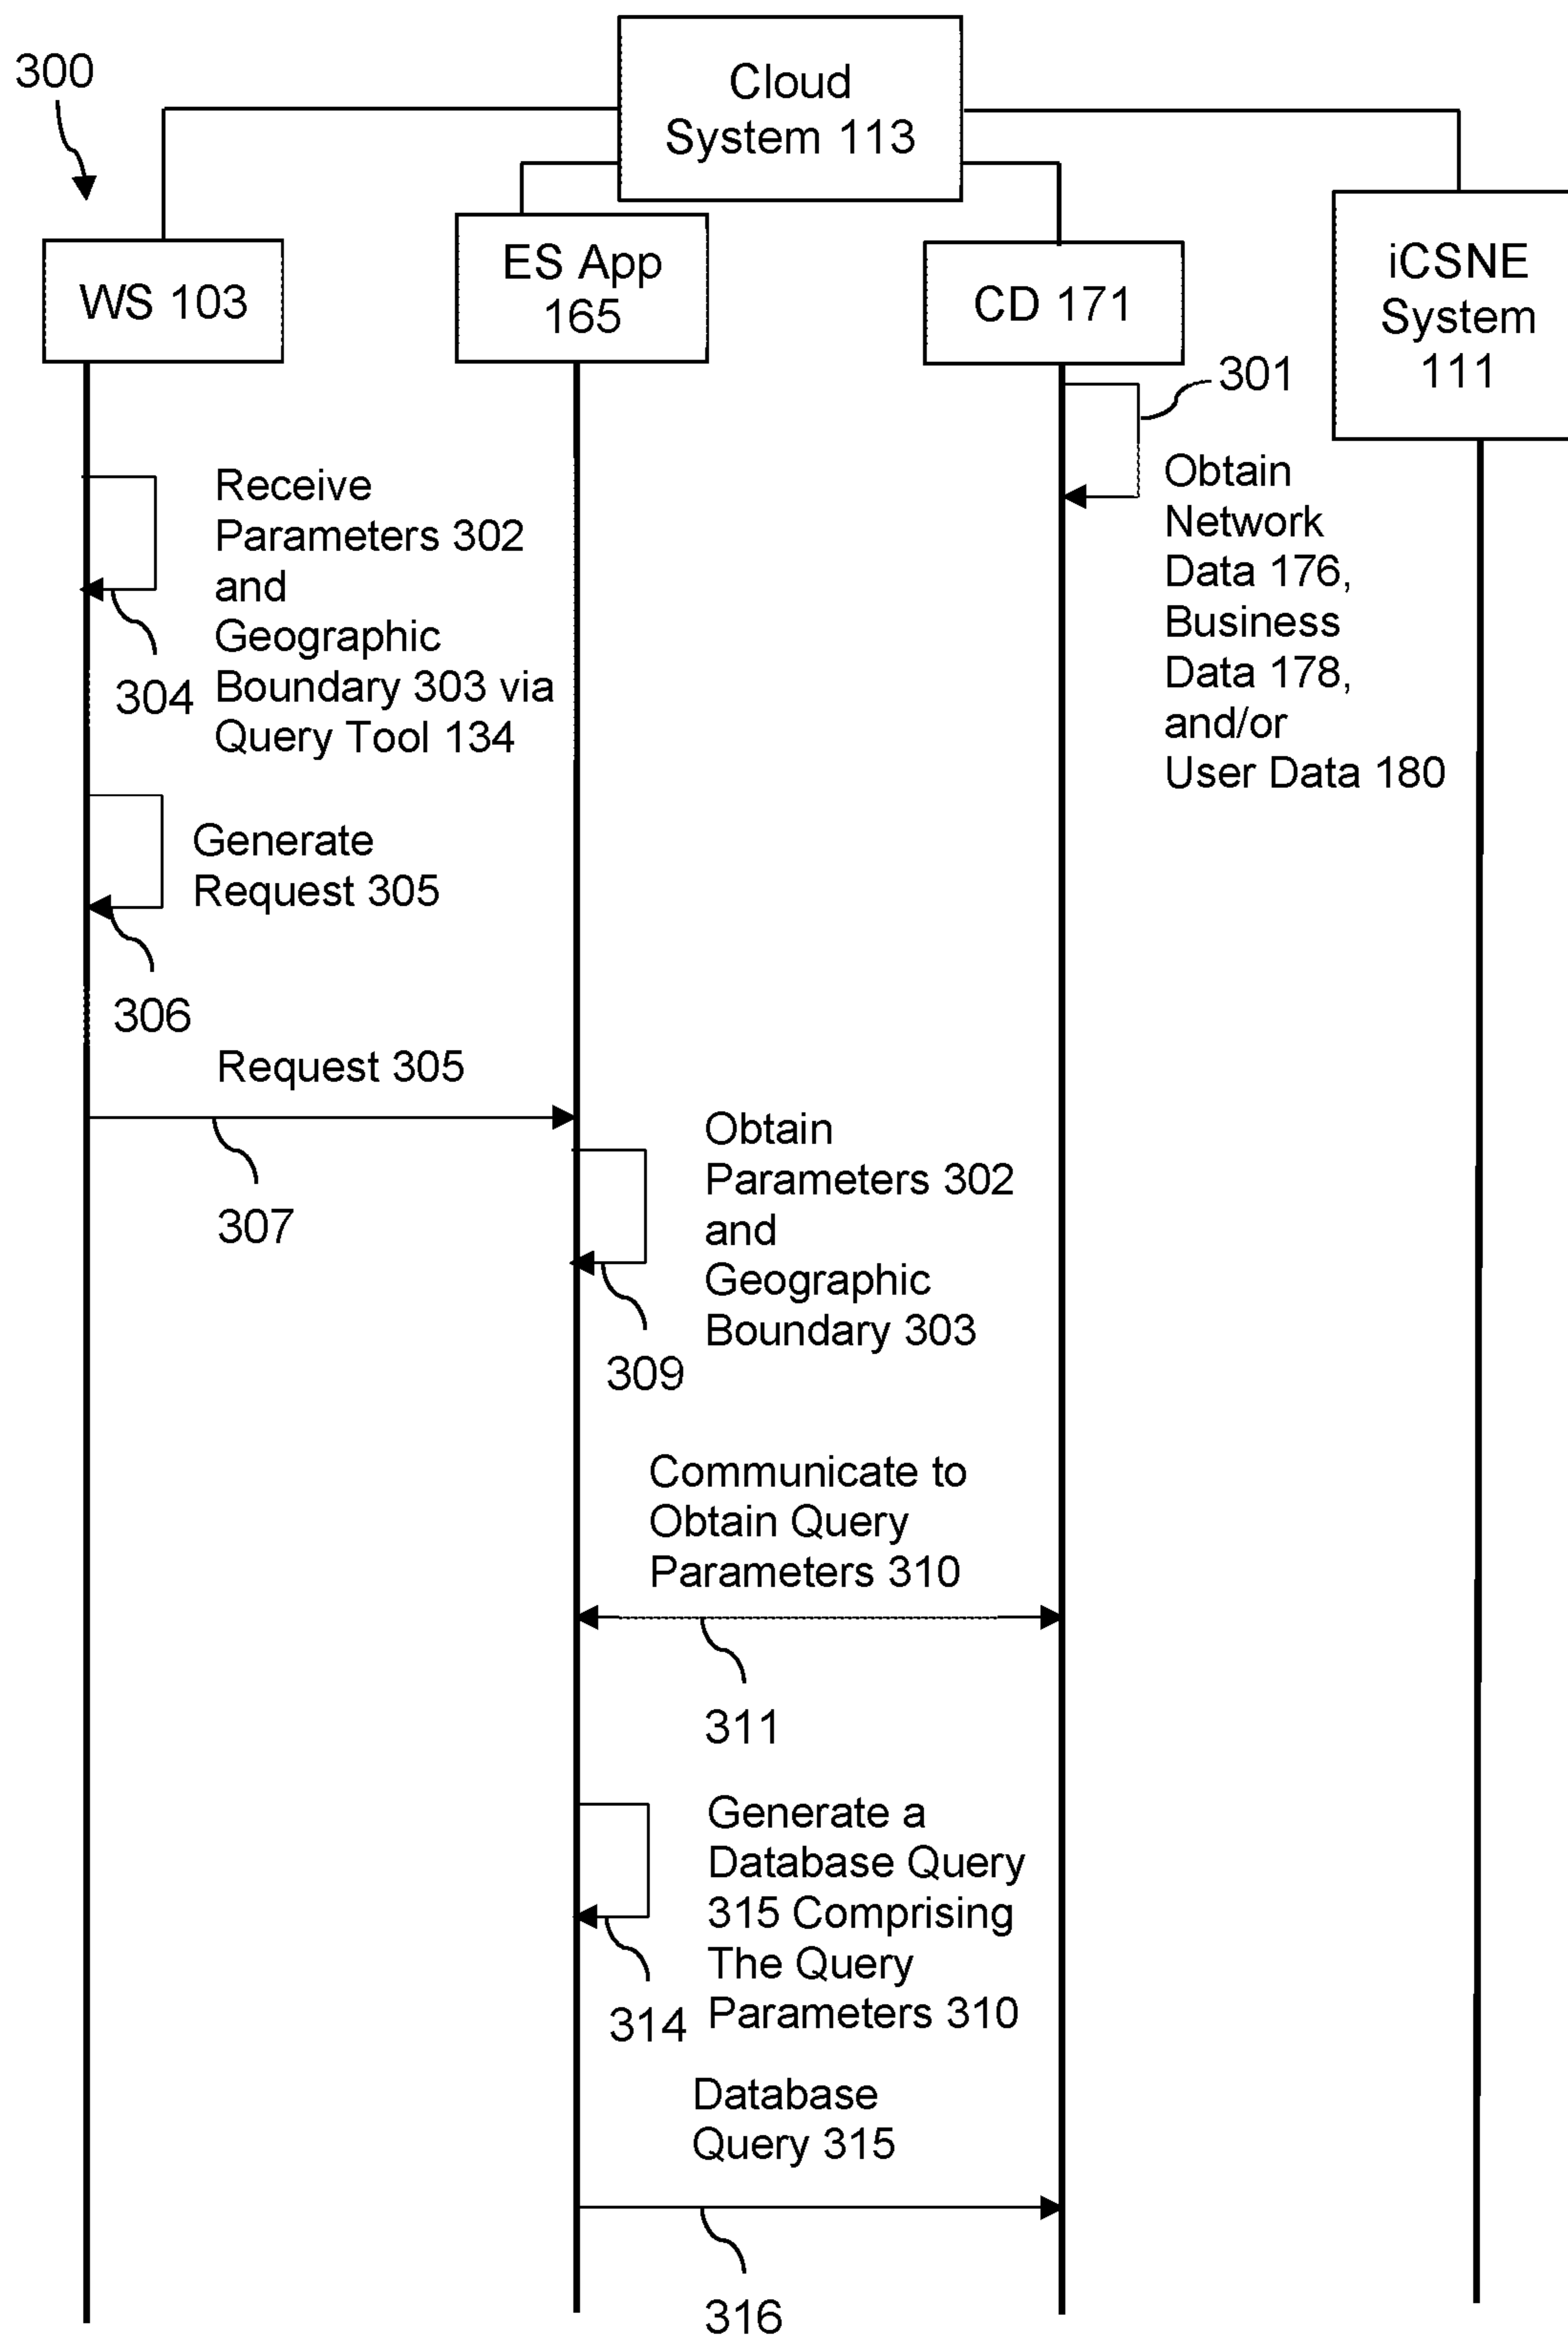 300
Cloud
System 113
WS 103
ES App
165
CD 171
iCSNE
System
111
301
Obtain
Network
Data 176,
Business
Data 178,
and/or
User Data 180
Receive
Parameters 302
and
Geographic
Boundary 303 via
Query Tool 134
304
Generate
Request 305
306
Request 305
307
Obtain
Parameters 302
and
Geographic
Boundary 303
309
Communicate to
Obtain Query
Parameters 310
311
Generate a
Database Query
315 Comprising
The Query
Parameters 310
314
Database
Query 315
316